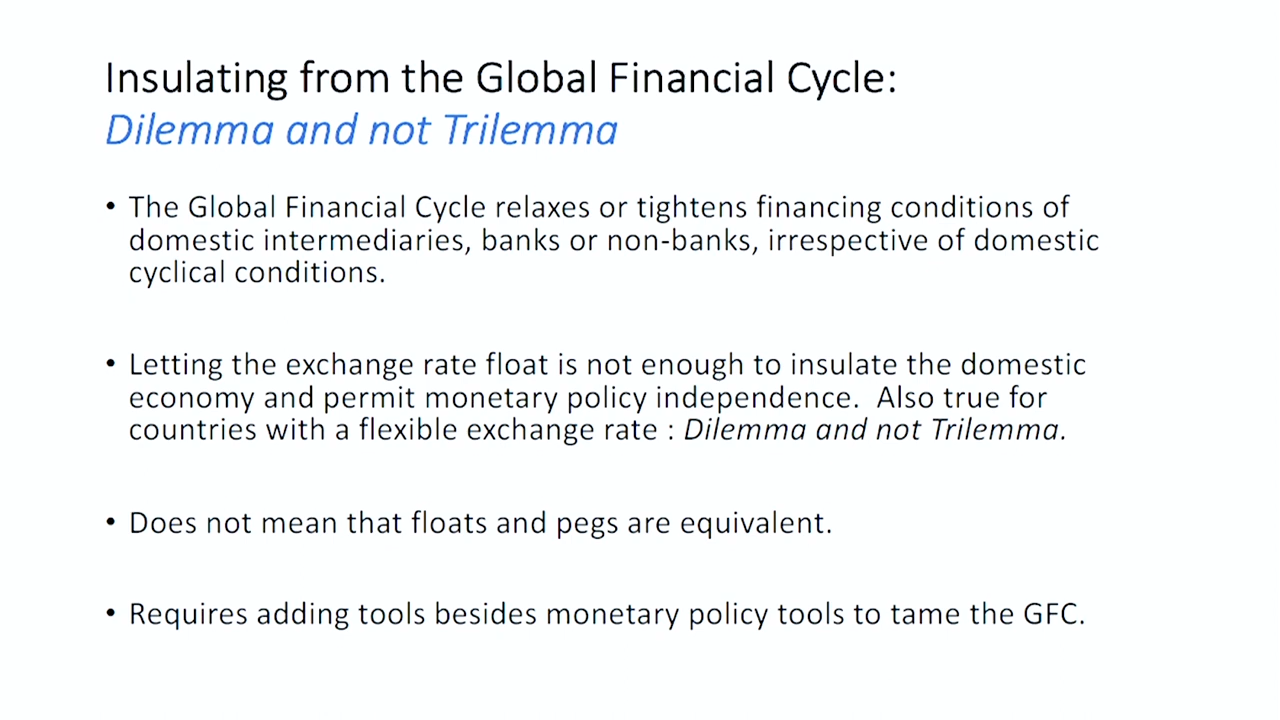 Insulating from the Global Financial Cycle:
Dilemma and not Trilemma
• The Global Financial Cycle relaxes or tightens financing conditions of
domestic intermediaries, banks or non-banks, irrespective of domestic
cyclical conditions.
• Letting the exchange rate float is not enough to insulate the domestic
economy and permit monetary policy independence.  Also true for
countries with a flexible exchange rate : Dilemma and not Trilemma.
• Does not mean that floats and pegs are equivalent.
• Requires adding tools besides monetary policy tools to tame the GFC.